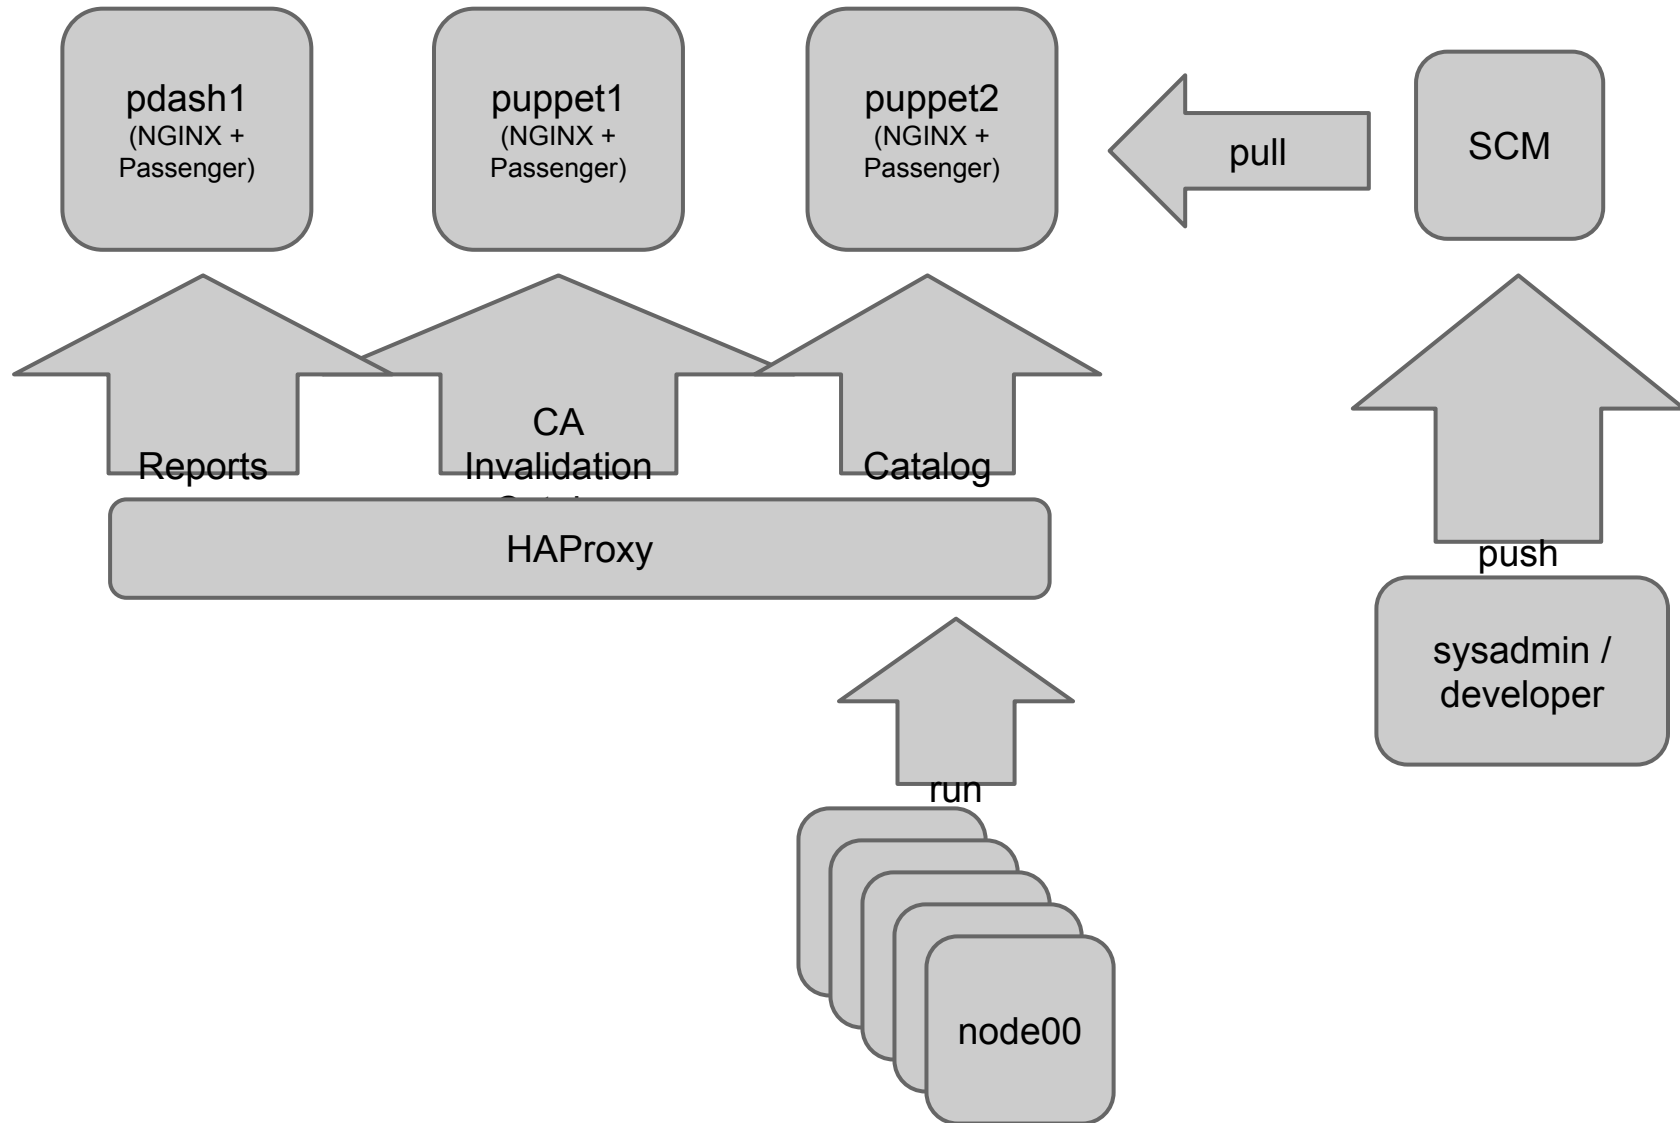 pdash1
(NGINX +
Passenger)
puppet1
(NGINX +
Passenger)
puppet2
(NGINX +
Passenger)
pull
SCM
Reports
CA
Invalidation
Catalog
HAProxy
push
sysadmin /
developer
run
node00